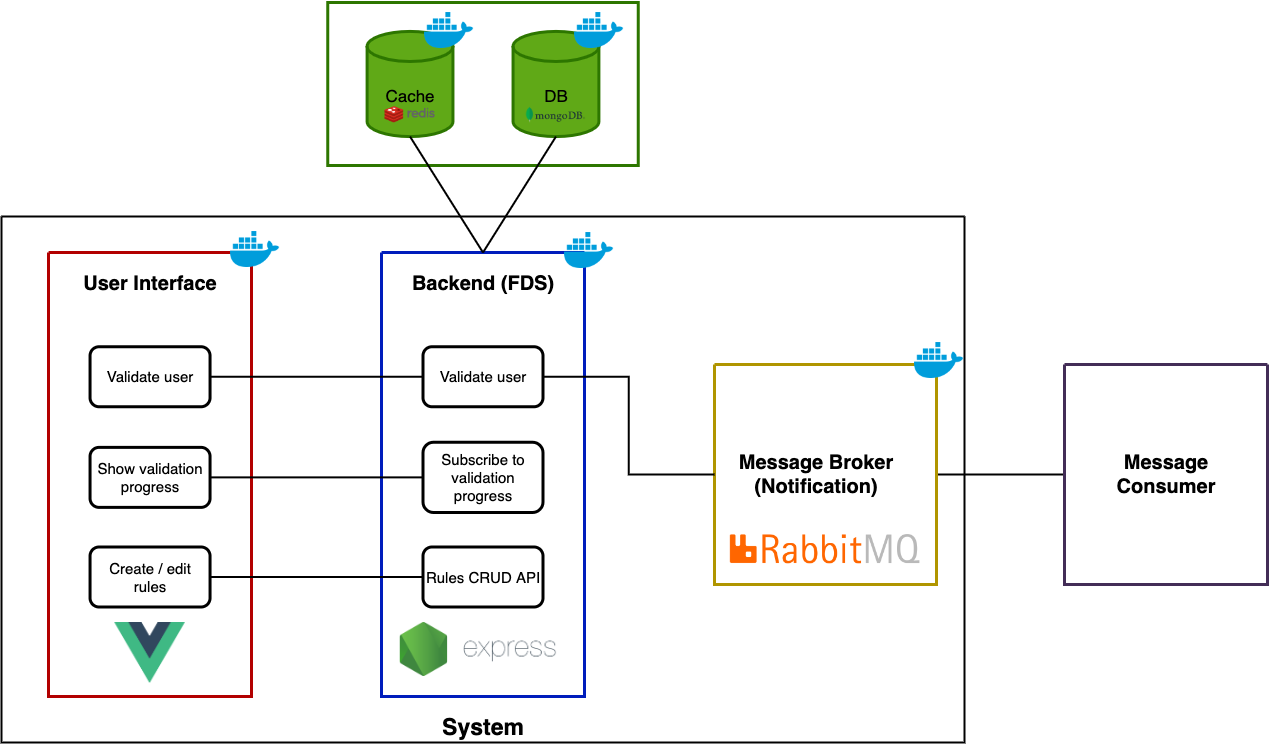 Cache
redis
DB
mongoDB.
User Interface
Backend (FDS)
Validate user
Validate user
Show validation
progress
Subscribe to
validation
progress
Create / edit
rules
Rules CRUD API
express
Message Broker
(Notification)
RabbitMQ
Message
Consumer
System